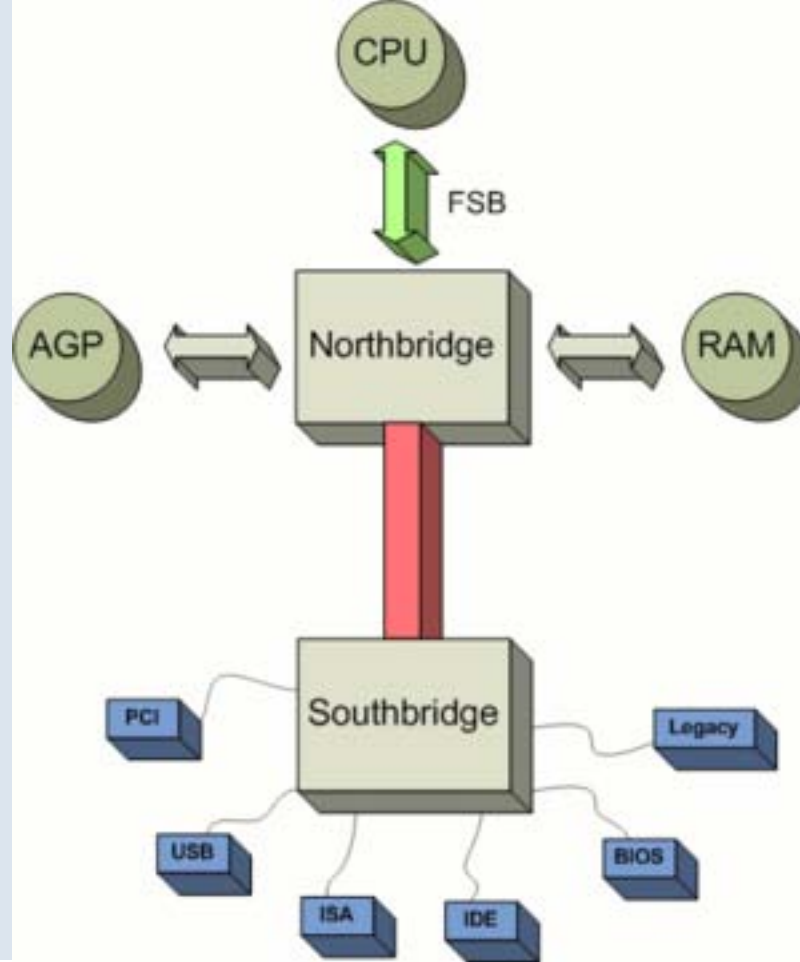 CPU
FSB
AGP
Northbridge
RAM
Southbridge
PCI
Legacy
USB
BIOS
ISA
IDE